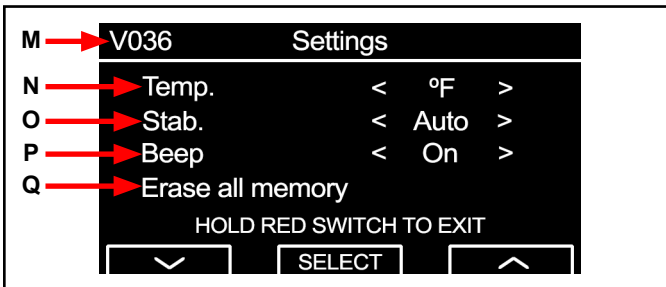 M V036 Settings
N Temp. < ºF >
O Stab. < Auto >
P Beep < On >
Q Erase all memory
HOLD RED SWITCH TO EXIT
SELECT